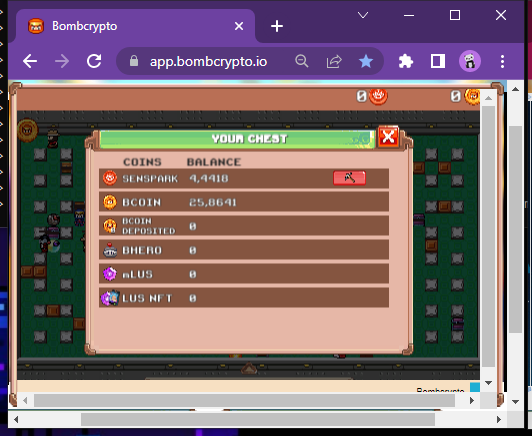 Bombcrypto
app.bombcrypto.io
0 0
YOUR CHEST
COINS BALANCE
SENSPARK 4,4418
BCOIN 25,8641
BCOIN
DEPOSITED 0
BHERO 0
mLUS 0
LUS NFT 0
Bombcrypto